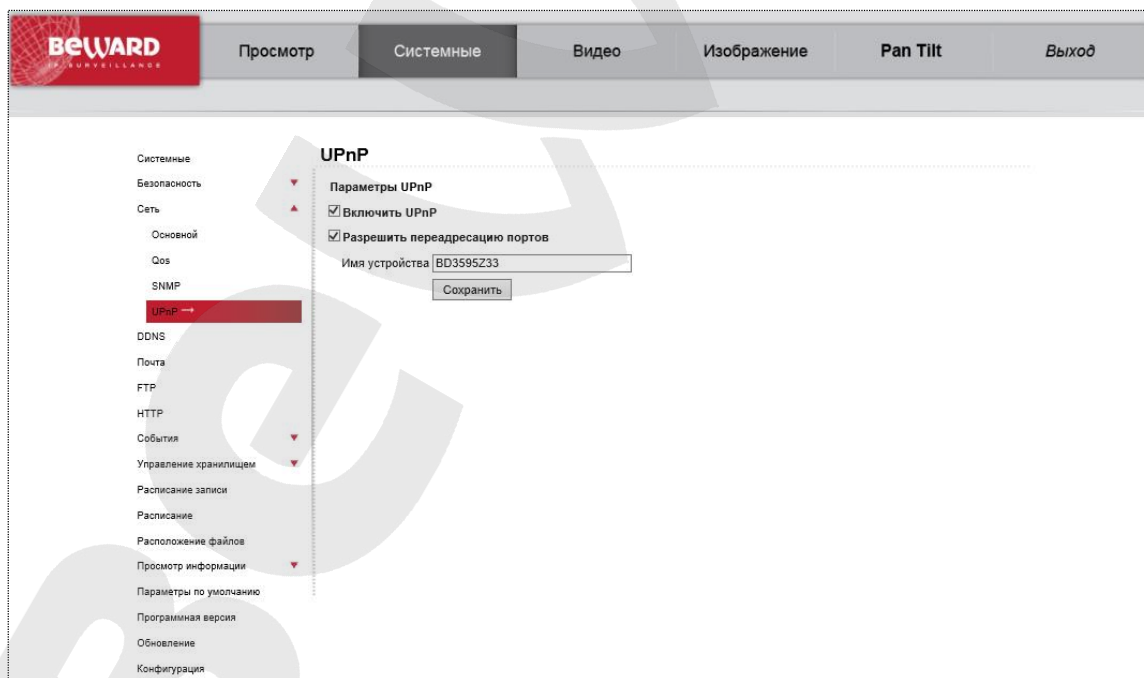 BEWARD
IP SURVEILLANCE
Просмотр
Системные
Видео
Изображение
Pan Tilt
Выход
Системные
Безопасность
Сеть
Основной
Qos
SNMP
UPnP →
DDNS
Почта
FTP
HTTP
События
Управление хранилищем
Расписание записи
Расписание
Расположение файлов
Просмотр информации
Параметры по умолчанию
Программная версия
Обновление
Конфигурация
UPnP
Параметры UPnP
Включить UPnP
Разрешить переадресацию портов
Имя устройства BD3595Z33
Сохранить